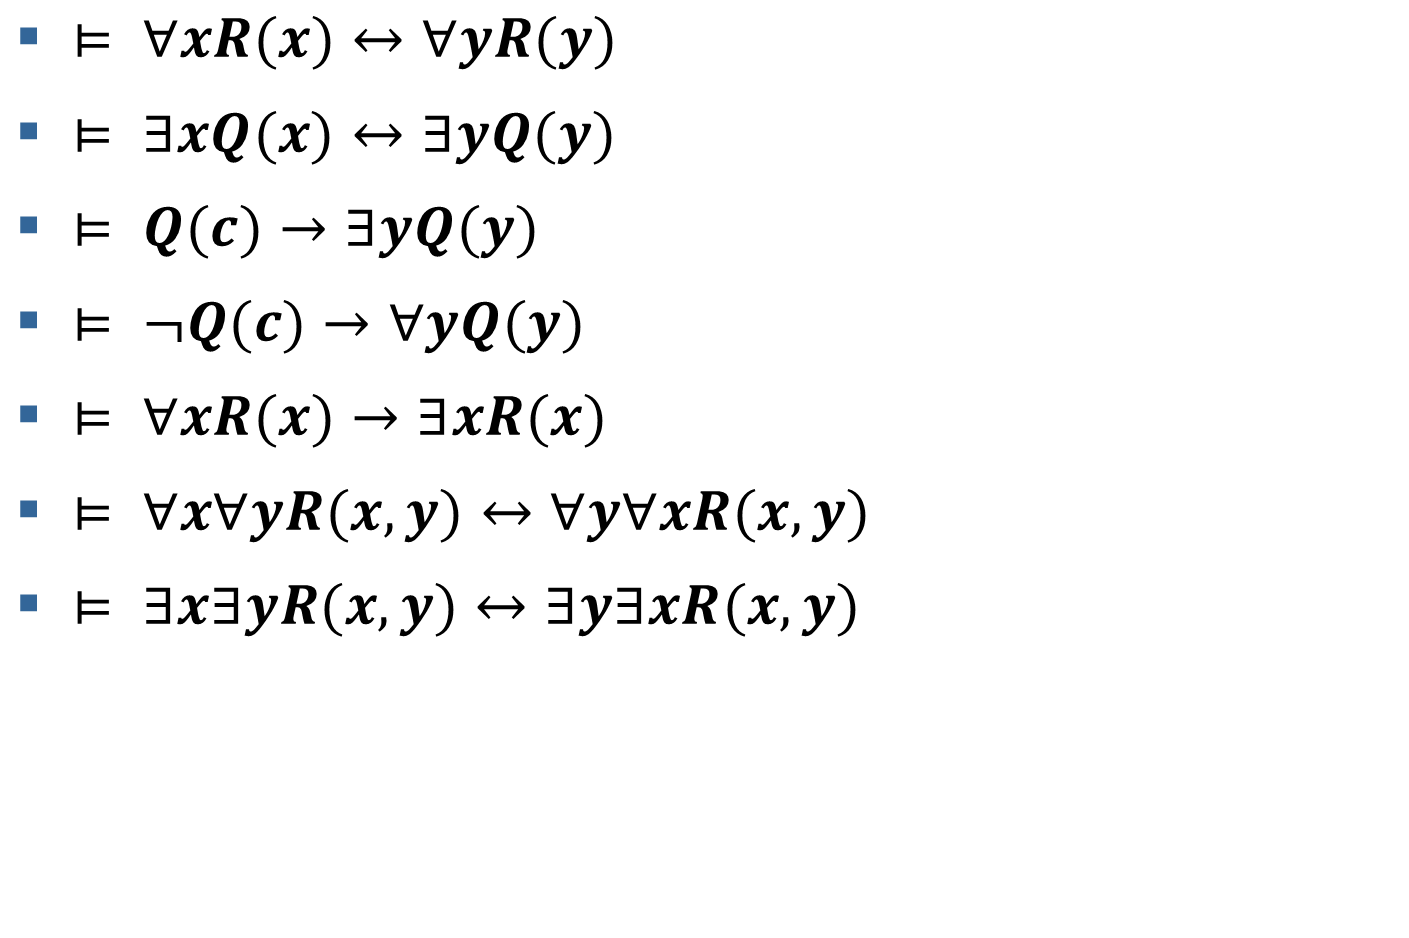 ▪ ⊨ ∀xR(x) ↔ ∀yR(y)
▪ ⊨ ∃xQ(x) ↔ ∃yQ(y)
▪ ⊨ Q(c) → ∃yQ(y)
▪ ⊨ ¬Q(c) → ∀yQ(y)
▪ ⊨ ∀xR(x) → ∃xR(x)
▪ ⊨ ∀x∀yR(x, y) ↔ ∀y∀xR(x, y)
▪ ⊨ ∃x∃yR(x, y) ↔ ∃y∃xR(x, y)